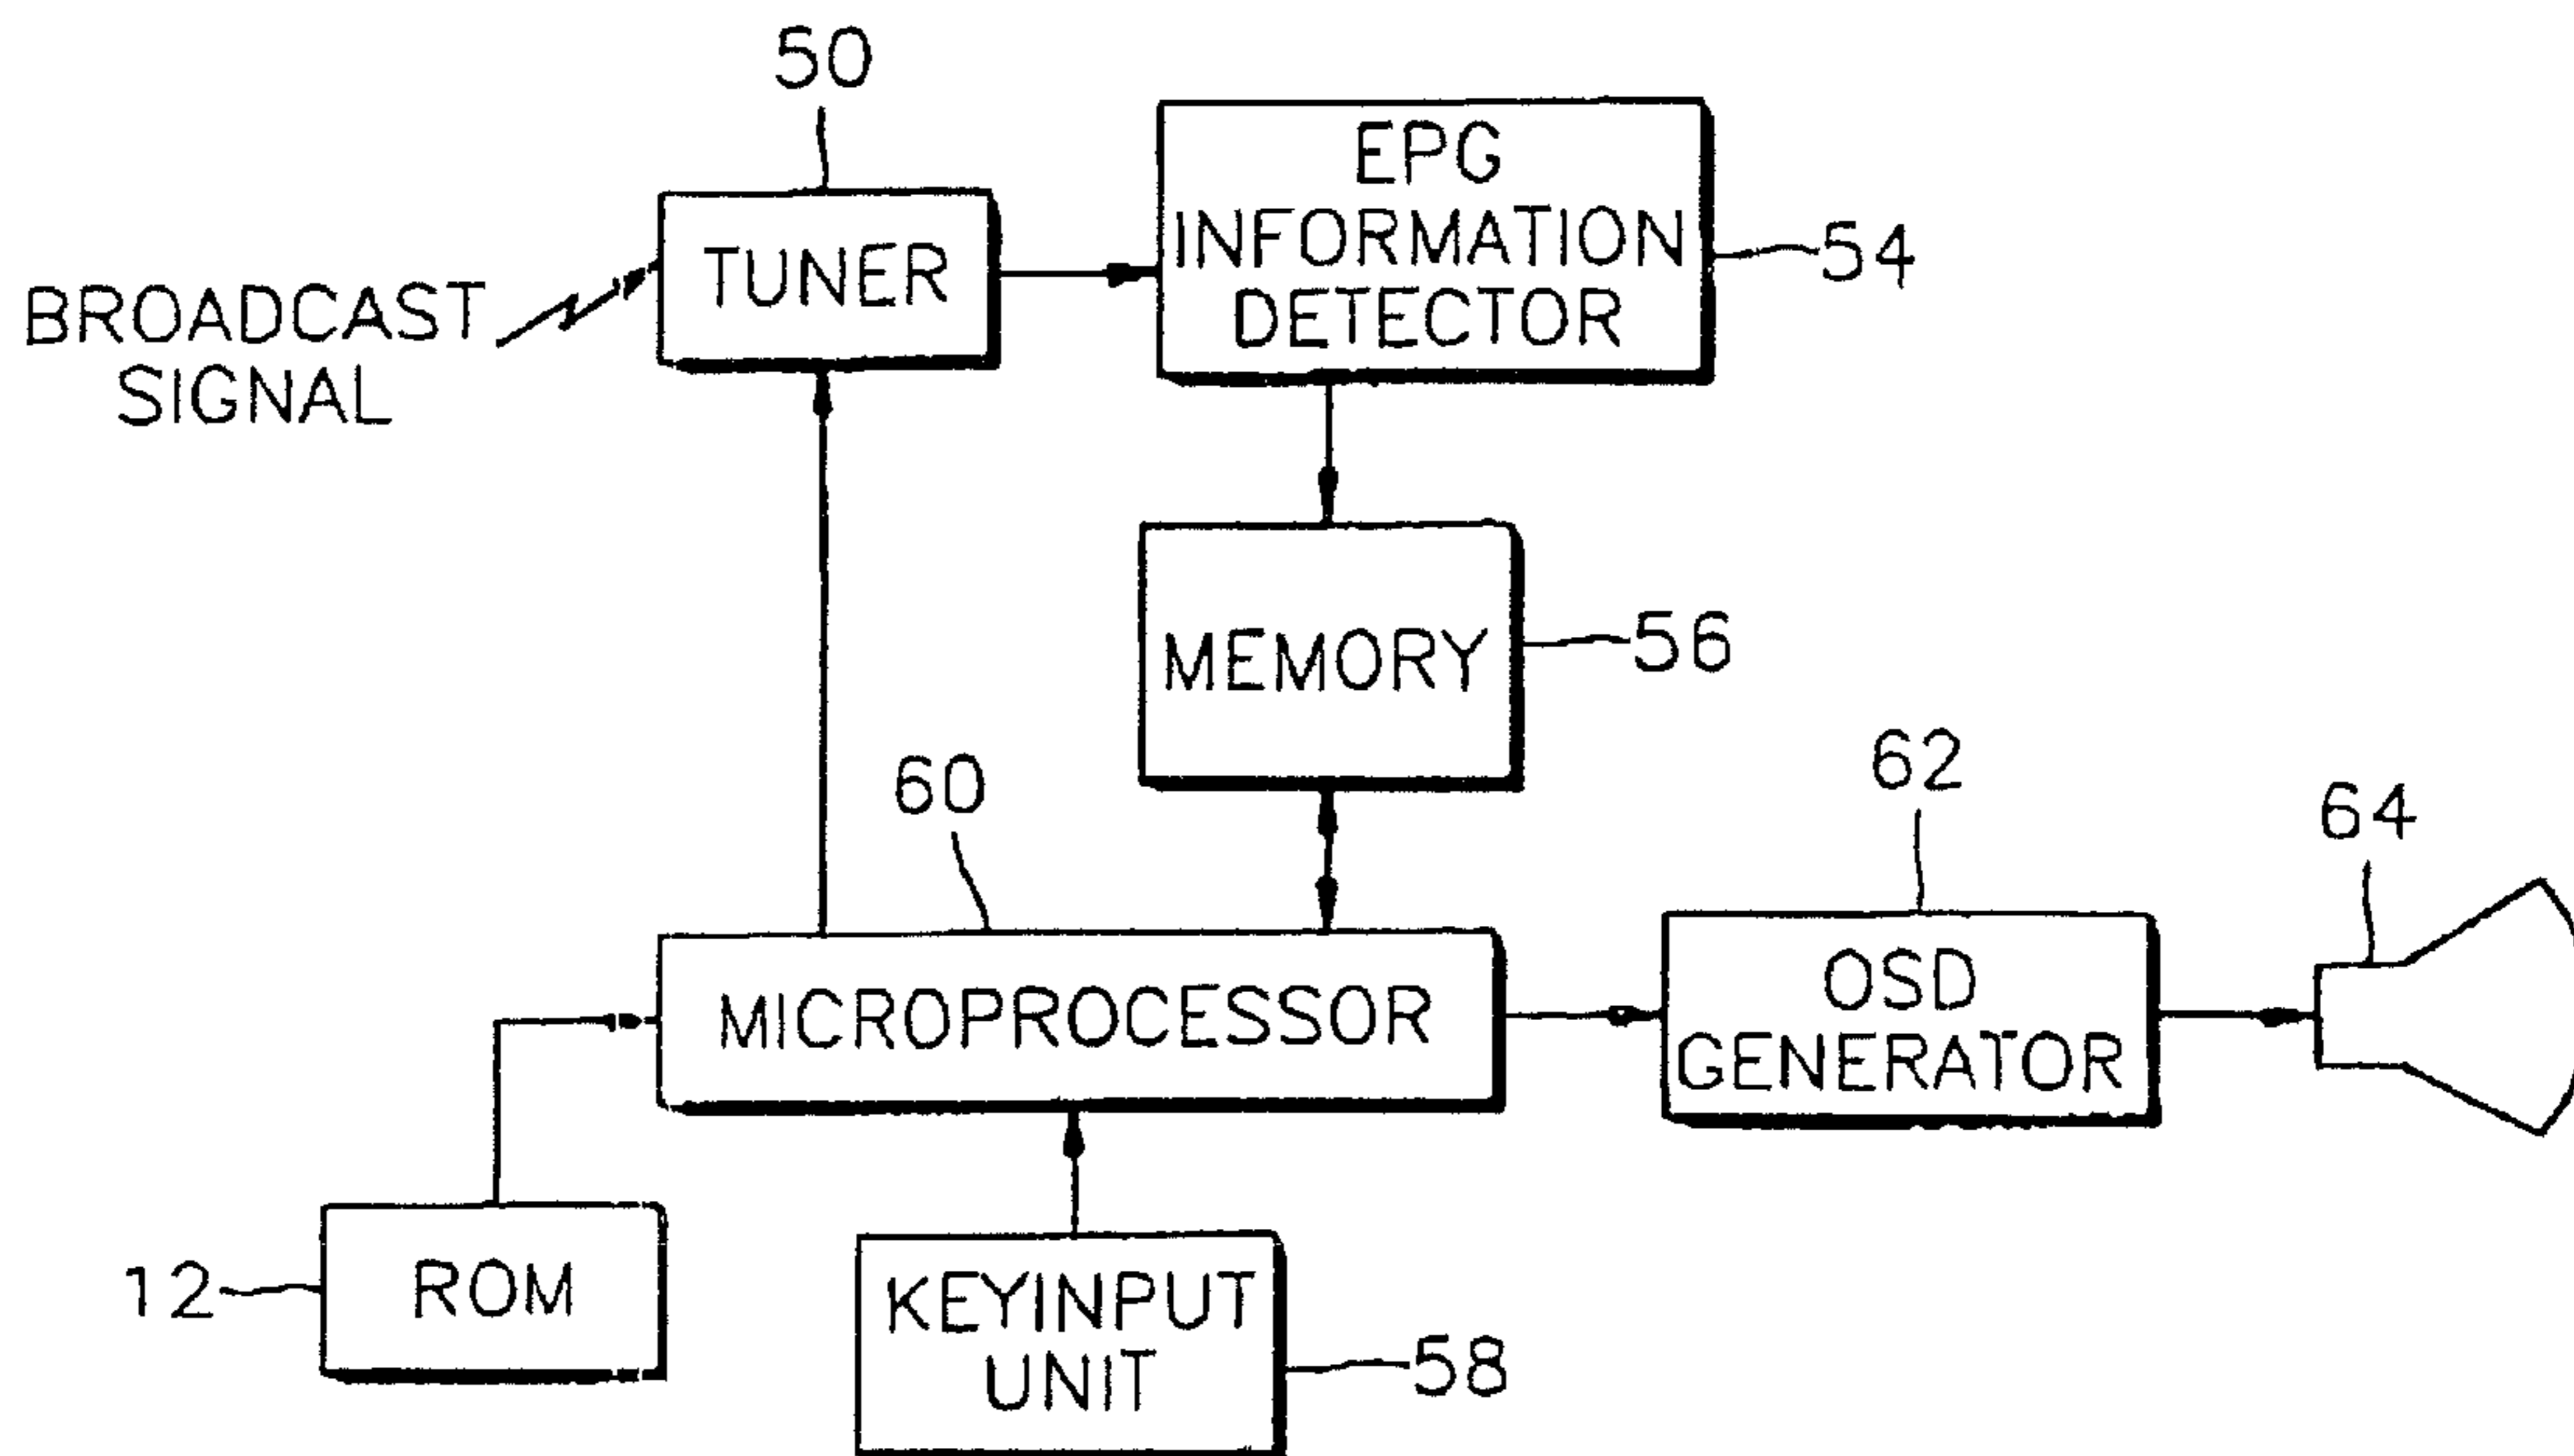 50
EPG
INFORMATION
DETECTOR
54
TUNER
BROADCAST
SIGNAL
MEMORY
56
60
62
64
MICROPROCESSOR
OSD
GENERATOR
12
ROM
KEYINPUT
UNIT
58